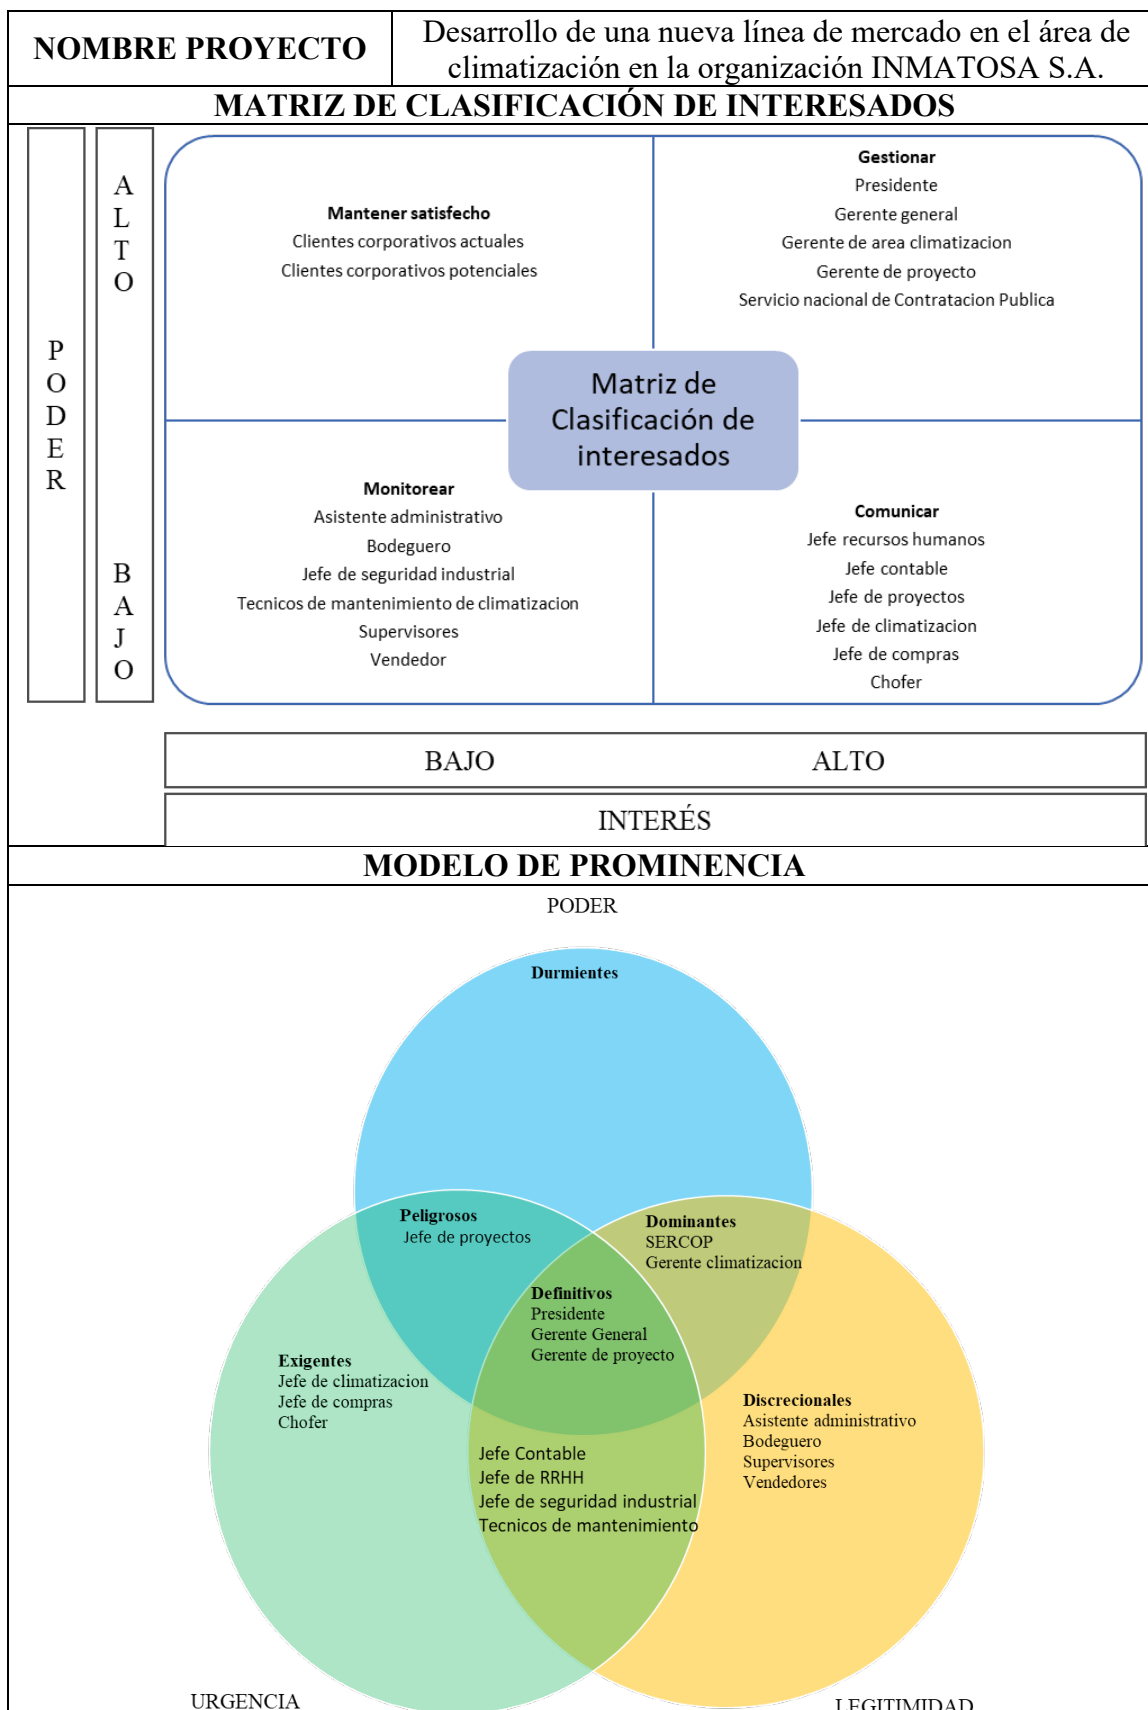 NOMBRE PROYECTO
Desarrollo de una nueva línea de mercado en el área de
climatización en la organización INMATOSA S.A.
MATRIZ DE CLASIFICACIÓN DE INTERESADOS
PODER
ALTO
BAJO
Mantener satisfecho
Clientes corporativos actuales
Clientes corporativos potenciales
Gestionar
Presidente
Gerente general
Gerente de area climatizacion
Gerente de proyecto
Servicio nacional de Contratacion Publica
Matriz de
Clasificación de
interesados
Monitorear
Asistente administrativo
Bodeguero
Jefe de seguridad industrial
Tecnicos de mantenimiento de climatizacion
Supervisores
Vendedor
Comunicar
Jefe recursos humanos
Jefe contable
Jefe de proyectos
Jefe de climatizacion
Jefe de compras
Chofer
BAJO
ALTO
INTERÉS
MODELO DE PROMINENCIA
PODER
Durmientes
Peligrosos
Jefe de proyectos
Dominantes
SERCOP
Gerente climatizacion
Definitivos
Presidente
Gerente General
Gerente de proyecto
Exigentes
Jefe de climatizacion
Jefe de compras
Chofer
Discrecionales
Asistente administrativo
Bodeguero
Supervisores
Vendedores
Jefe Contable
Jefe de RRHH
Jefe de seguridad industrial
Tecnicos de mantenimiento
URGENCIA
LEGITIMIDAD